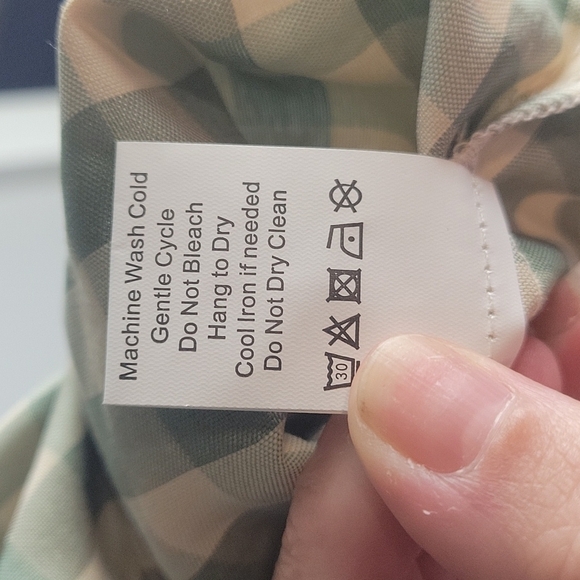 Machine Wash Cold
Gentle Cycle
Do Not Bleach
Hang to Dry
Cool Iron if needed
Do Not Dry Clean
30